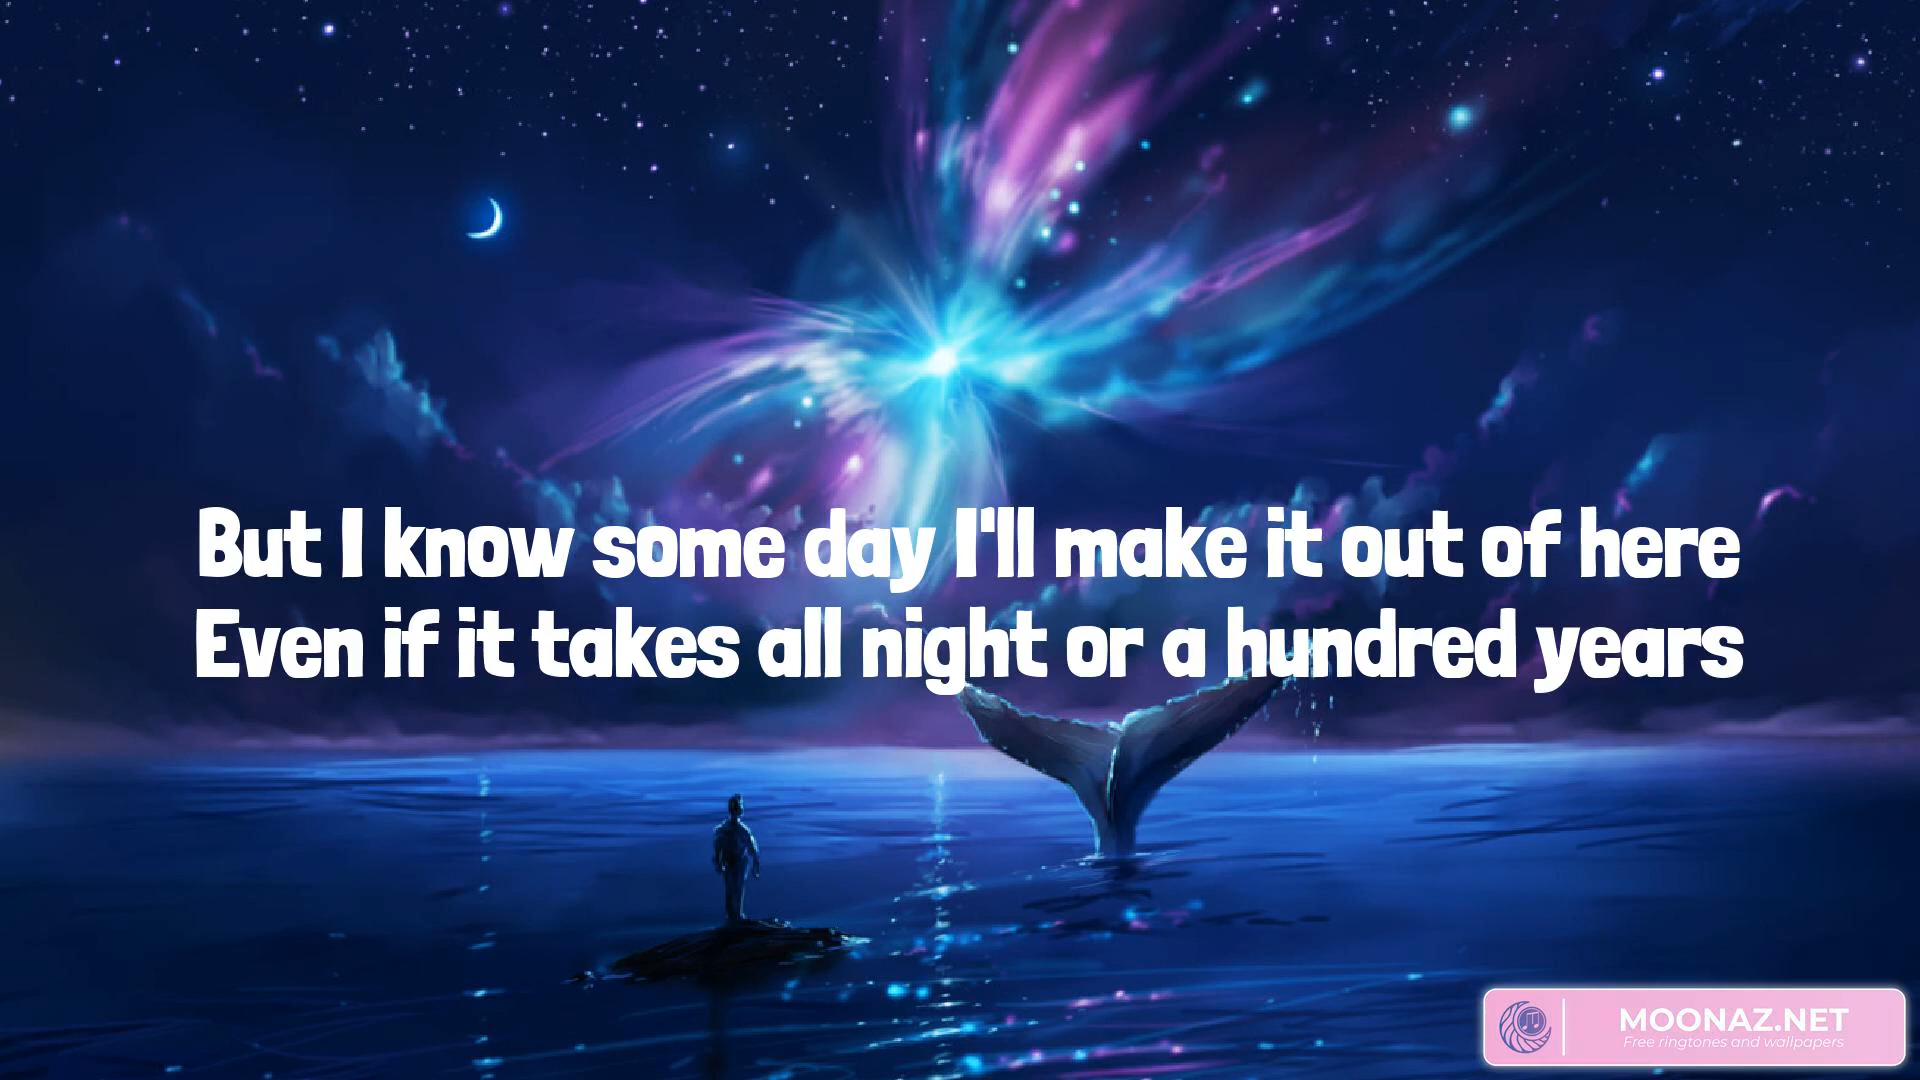 But I know some day I'll make it out of here
Even if it takes all night or a hundred years
MOONAZ.NET
Free ringtones and wallpapers